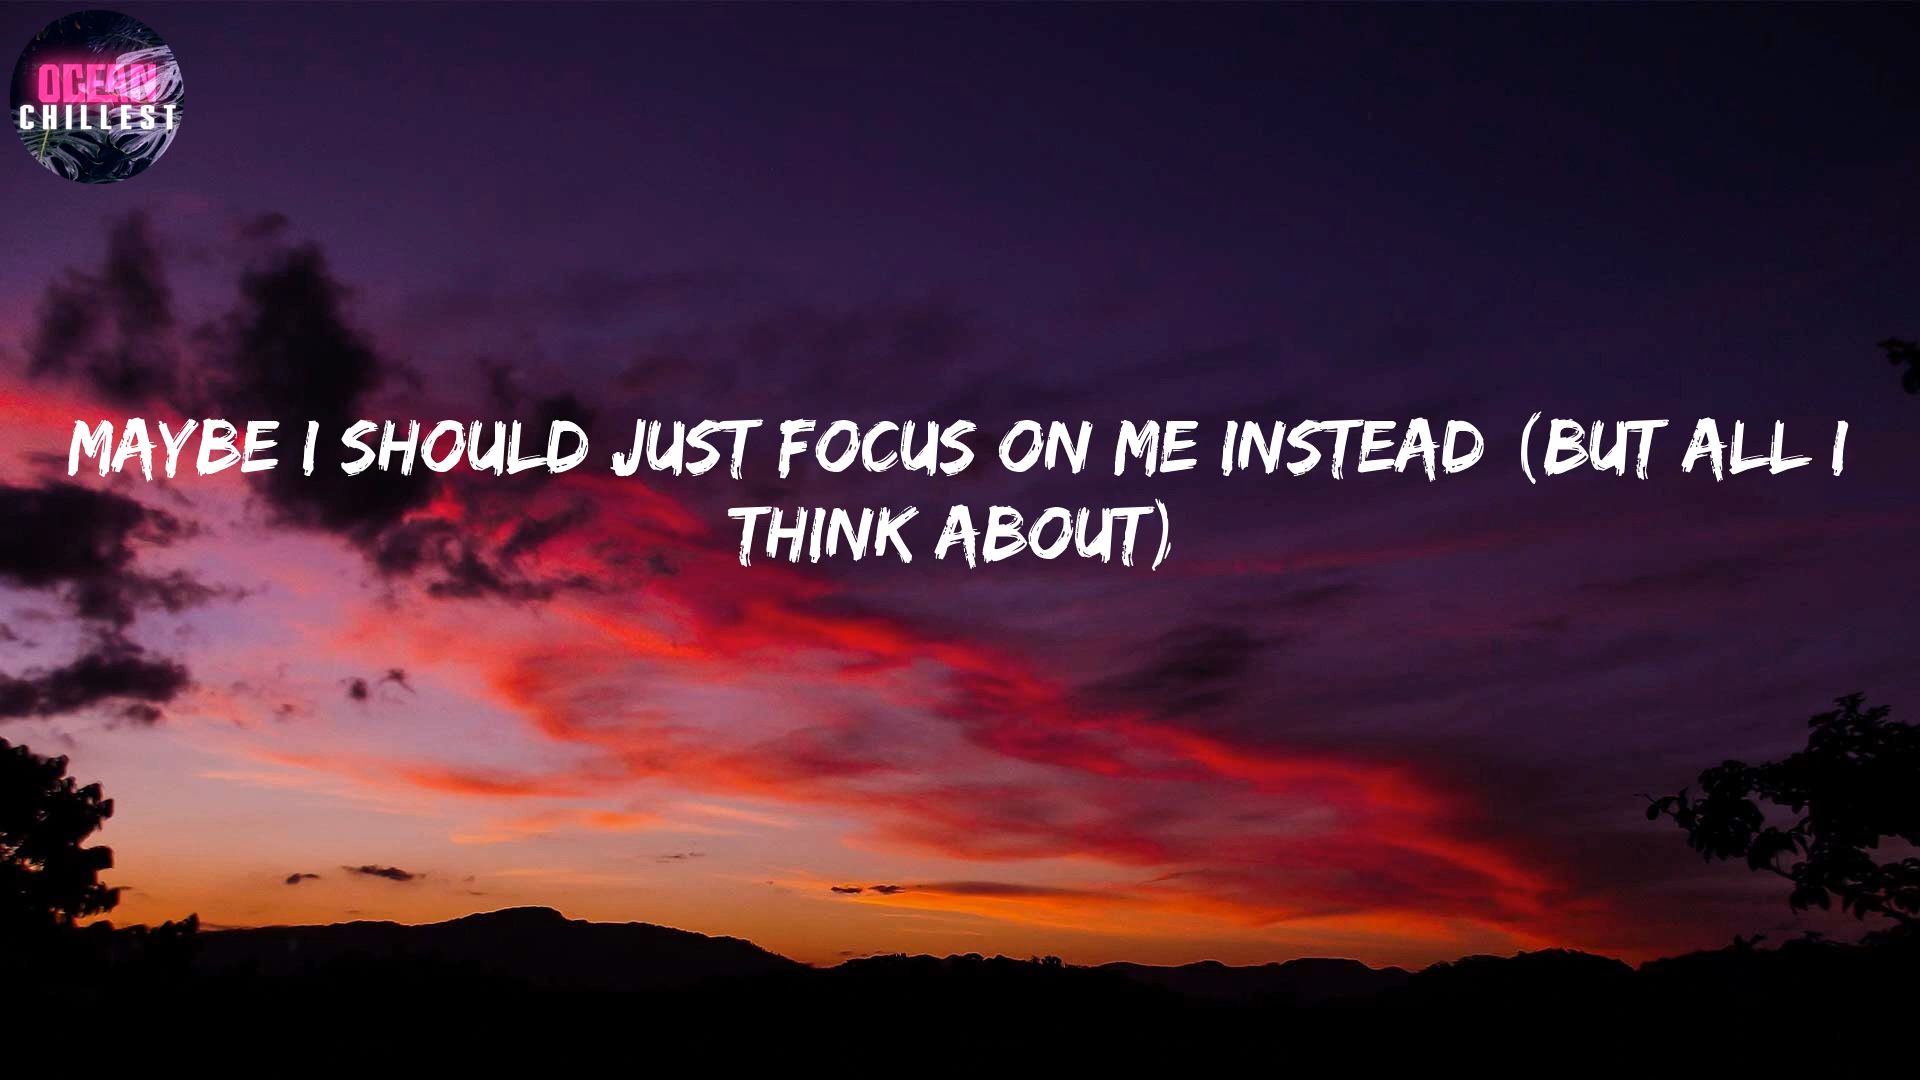 OCEAN
CHILLEST
MAYBE I SHOULD JUST FOCUS ON ME INSTEAD (BUT ALL I
THINK ABOUT)